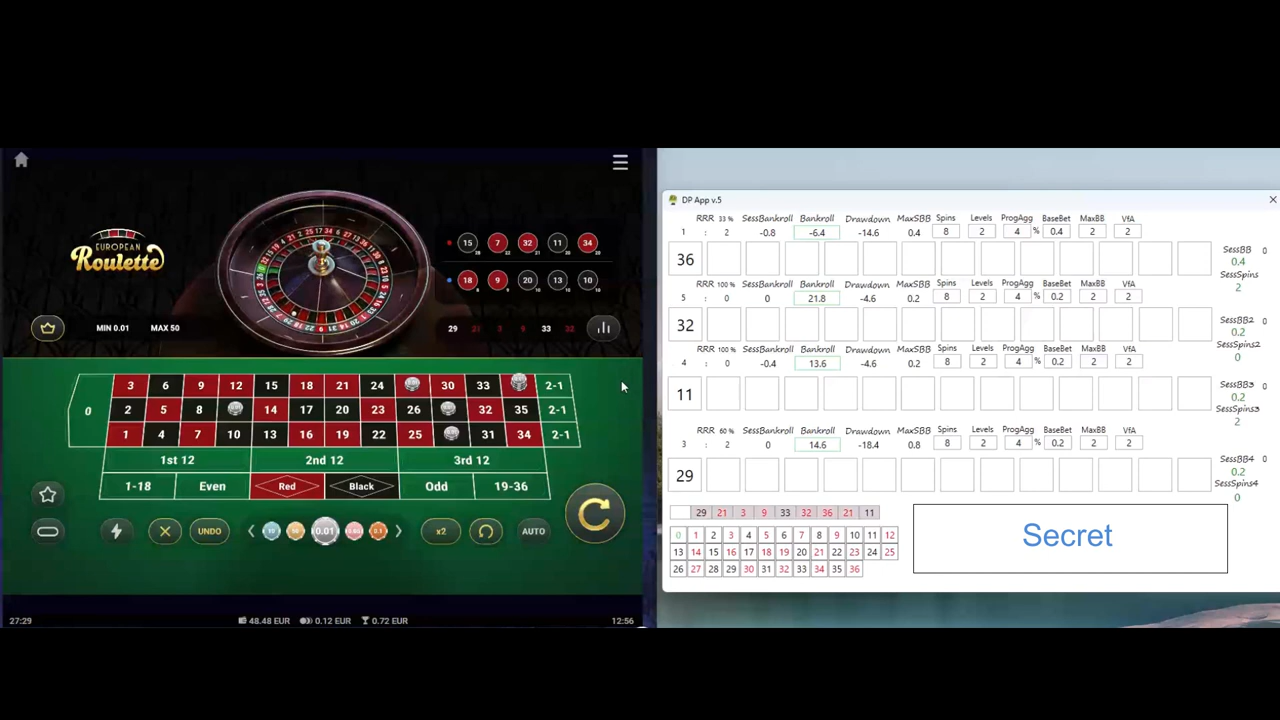 EUROPEAN
Roulette
MIN 0.01 MAX 50
15 7 32 11 34
18 9 20 13 10
29 21 3 9 33 32
0
3 6 9 12 15 18 21 24 30 33 2-1
2 5 8 14 17 20 23 26 32 35 2-1
1 4 7 10 13 16 19 22 25 31 34 2-1
1st 12 2nd 12 3rd 12
1-18 Even Red Black Odd 19-36
UNDO 0.01 0.1 x2 AUTO
27:29 48.48 EUR 0.12 EUR 0.72 EUR 12:56
DP App v.5
RRR 33 % SessBankroll Bankroll Drawdown MaxSBB Spins Levels ProgAgg BaseBet MaxBB VfA
1 : 2 -0.8 -6.4 -14.6 0.4 8 2 4 % 0.4 2 2
36
SessBB 0
0.4
SessSpins
2
RRR 100 % SessBankroll Bankroll Drawdown MaxSBB Spins Levels ProgAgg BaseBet MaxBB VfA
5 : 0 0 21.8 -4.6 0.2 8 2 4 % 0.2 2 2
32
SessBB2 0
0.2
SessSpins2
0
RRR 100 % SessBankroll Bankroll Drawdown MaxSBB Spins Levels ProgAgg BaseBet MaxBB VfA
4 : 0 -0.4 13.6 -4.6 0.2 8 2 4 % 0.2 2 2
11
SessBB3 0
0.2
SessSpins3
2
RRR 60 % SessBankroll Bankroll Drawdown MaxSBB Spins Levels ProgAgg BaseBet MaxBB VfA
3 : 2 0 14.6 -18.4 0.8 8 2 4 % 0.2 2 2
29
SessBB4 0
0.2
SessSpins4
0
29 21 3 9 33 32 36 21 11
0 1 2 3 4 5 6 7 8 9 10 11 12
13 14 15 16 17 18 19 20 21 22 23 24 25
26 27 28 29 30 31 32 33 34 35 36
Secret